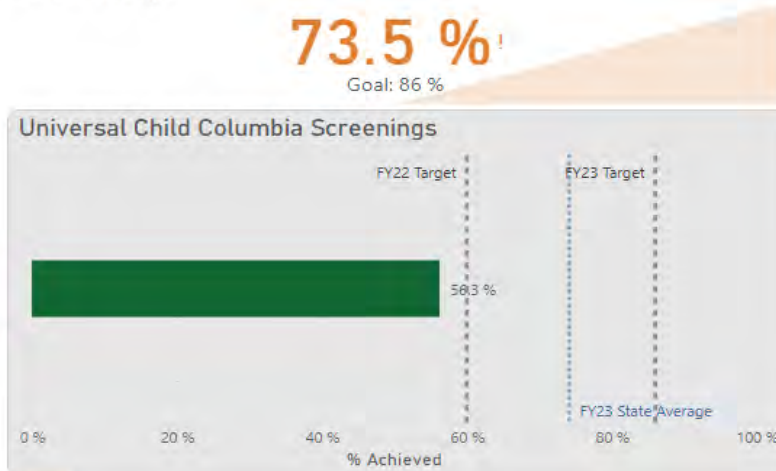 73.5 %!
Goal: 86 %
Universal Child Columbia Screenings
FY22 Target
FY23 Target
56.3 %
FY23 State Average
0 %
20 %
40 %
60 %
80 %
100 %
% Achieved